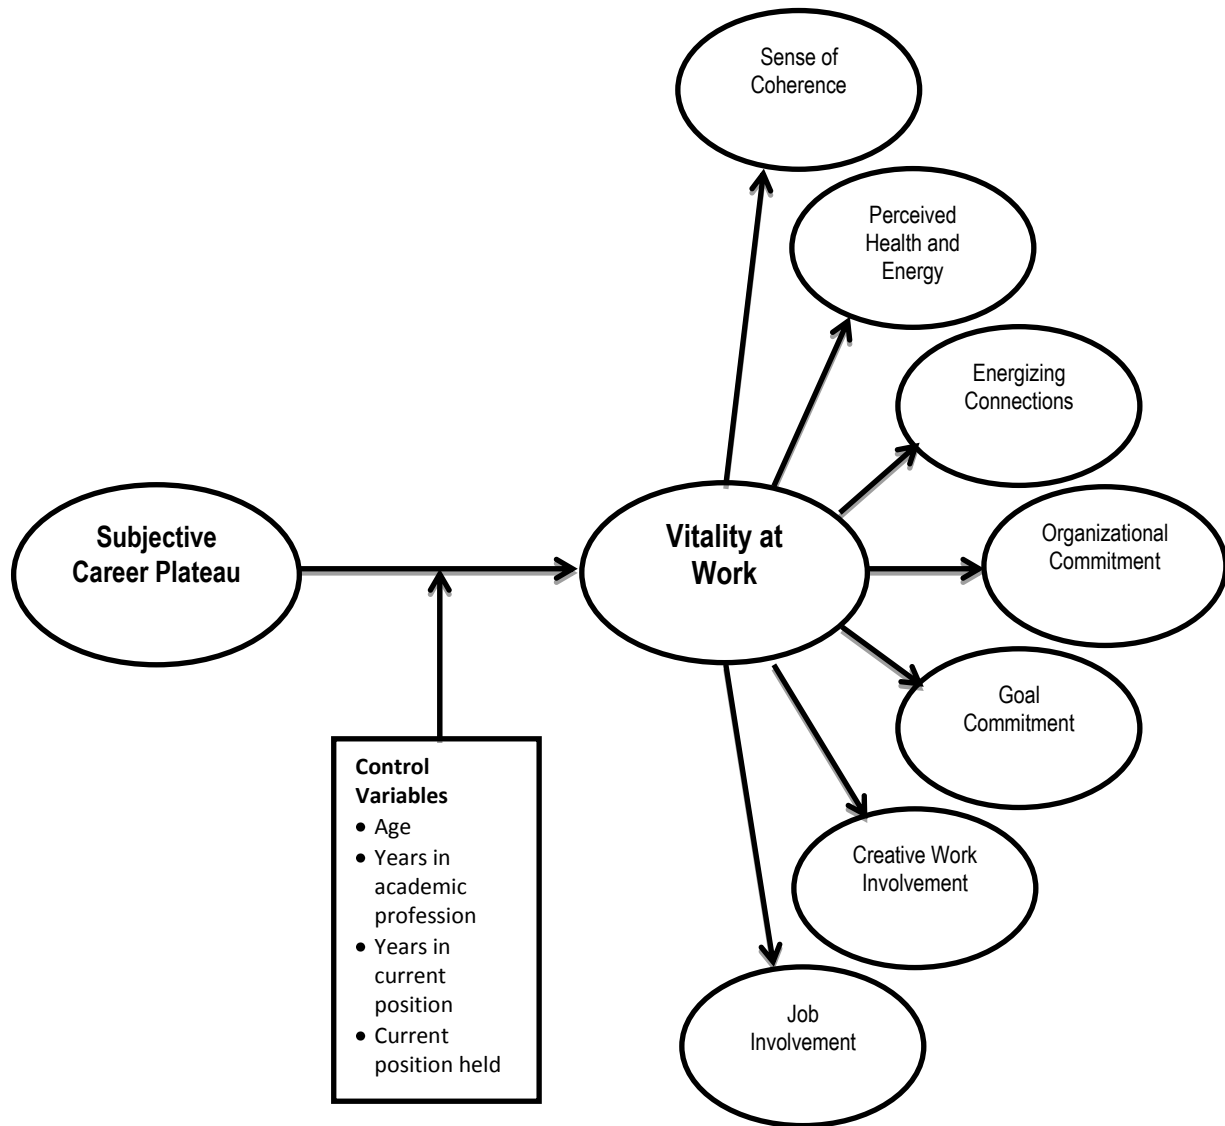 Sense of
Coherence
Perceived
Health and
Energy
Energizing
Connections
Organizational
Commitment
Subjective
Career Plateau
Vitality at
Work
Goal
Commitment
Control
Variables
• Age
• Years in
academic
profession
• Years in
current
position
• Current
position held
Creative Work
Involvement
Job
Involvement